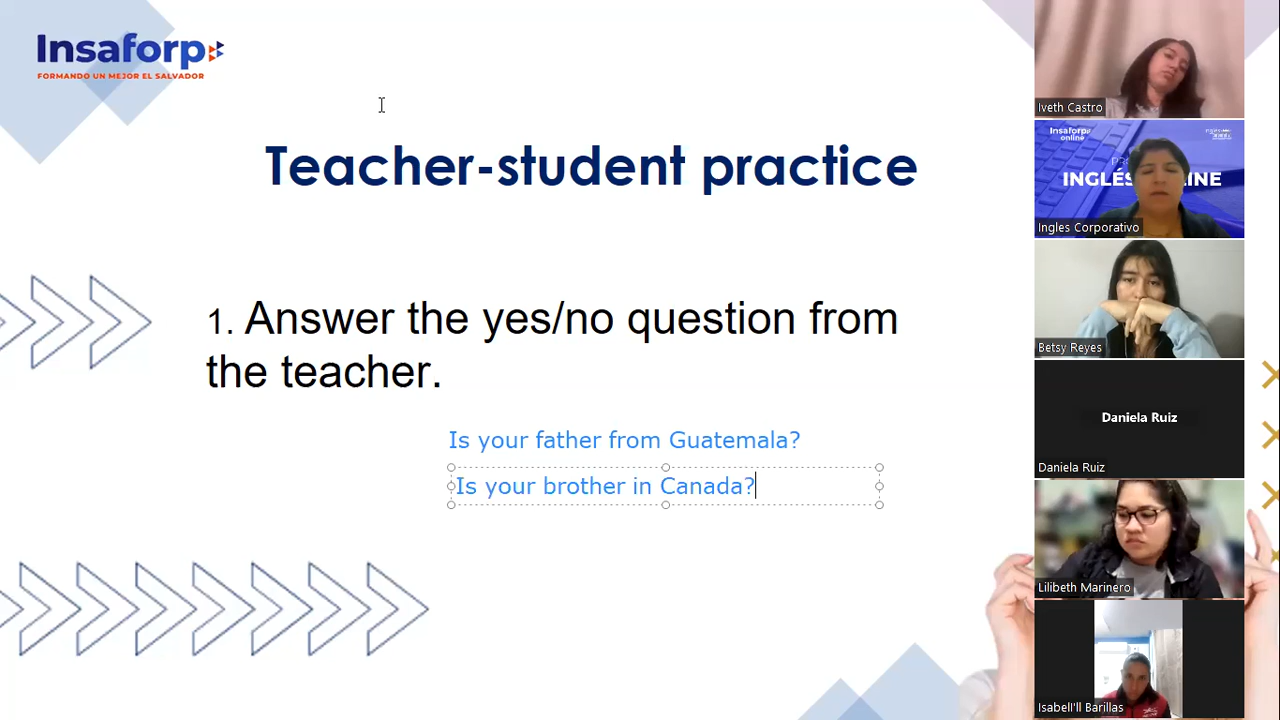 Insaforp
FORMANDO UN MEJOR EL SALVADOR
Teacher-student practice
1. Answer the yes/no question from
the teacher.
Is your father from Guatemala?
Is your brother in Canada?
Iveth Castro
Insaforp
online
Ingles Corporativo
Betsy Reyes
Daniela Ruiz
Daniela Ruiz
Lilibeth Marinero
Isabell'll Barillas